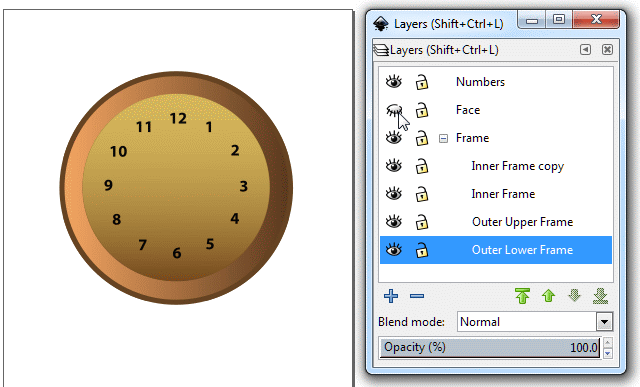 Layers (Shift+Ctrl+L)
Layers (Shift+Ctrl+L)
Numbers
Face
Frame
Inner Frame copy
Inner Frame
Outer Upper Frame
Outer Lower Frame
Blend mode: Normal
Opacity (%) 100.0
12
11 1
10 2
9 3
8 4
7 5
6